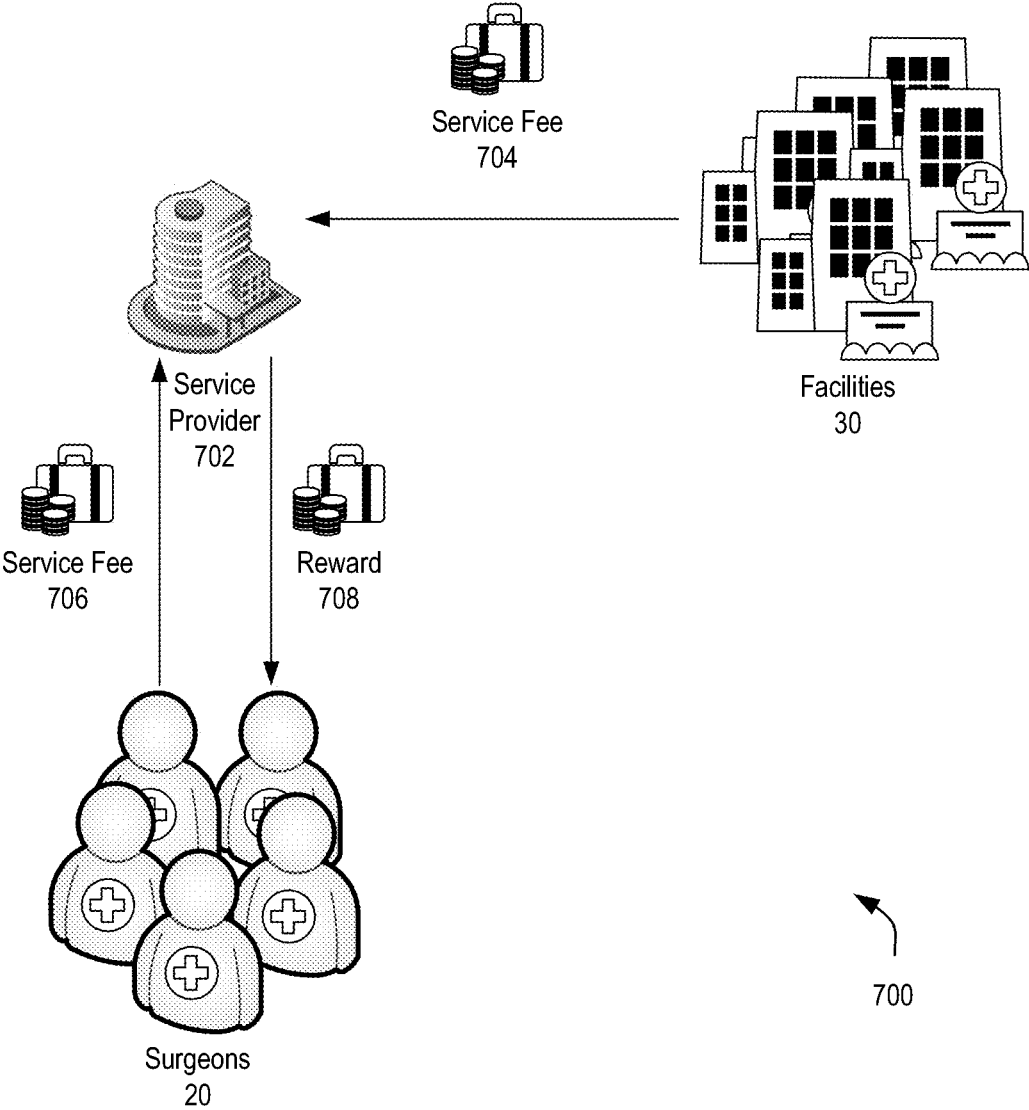 Service Fee
704
Facilities
30
Service
Provider
702
Service Fee
706
Reward
708
700
Surgeons
20